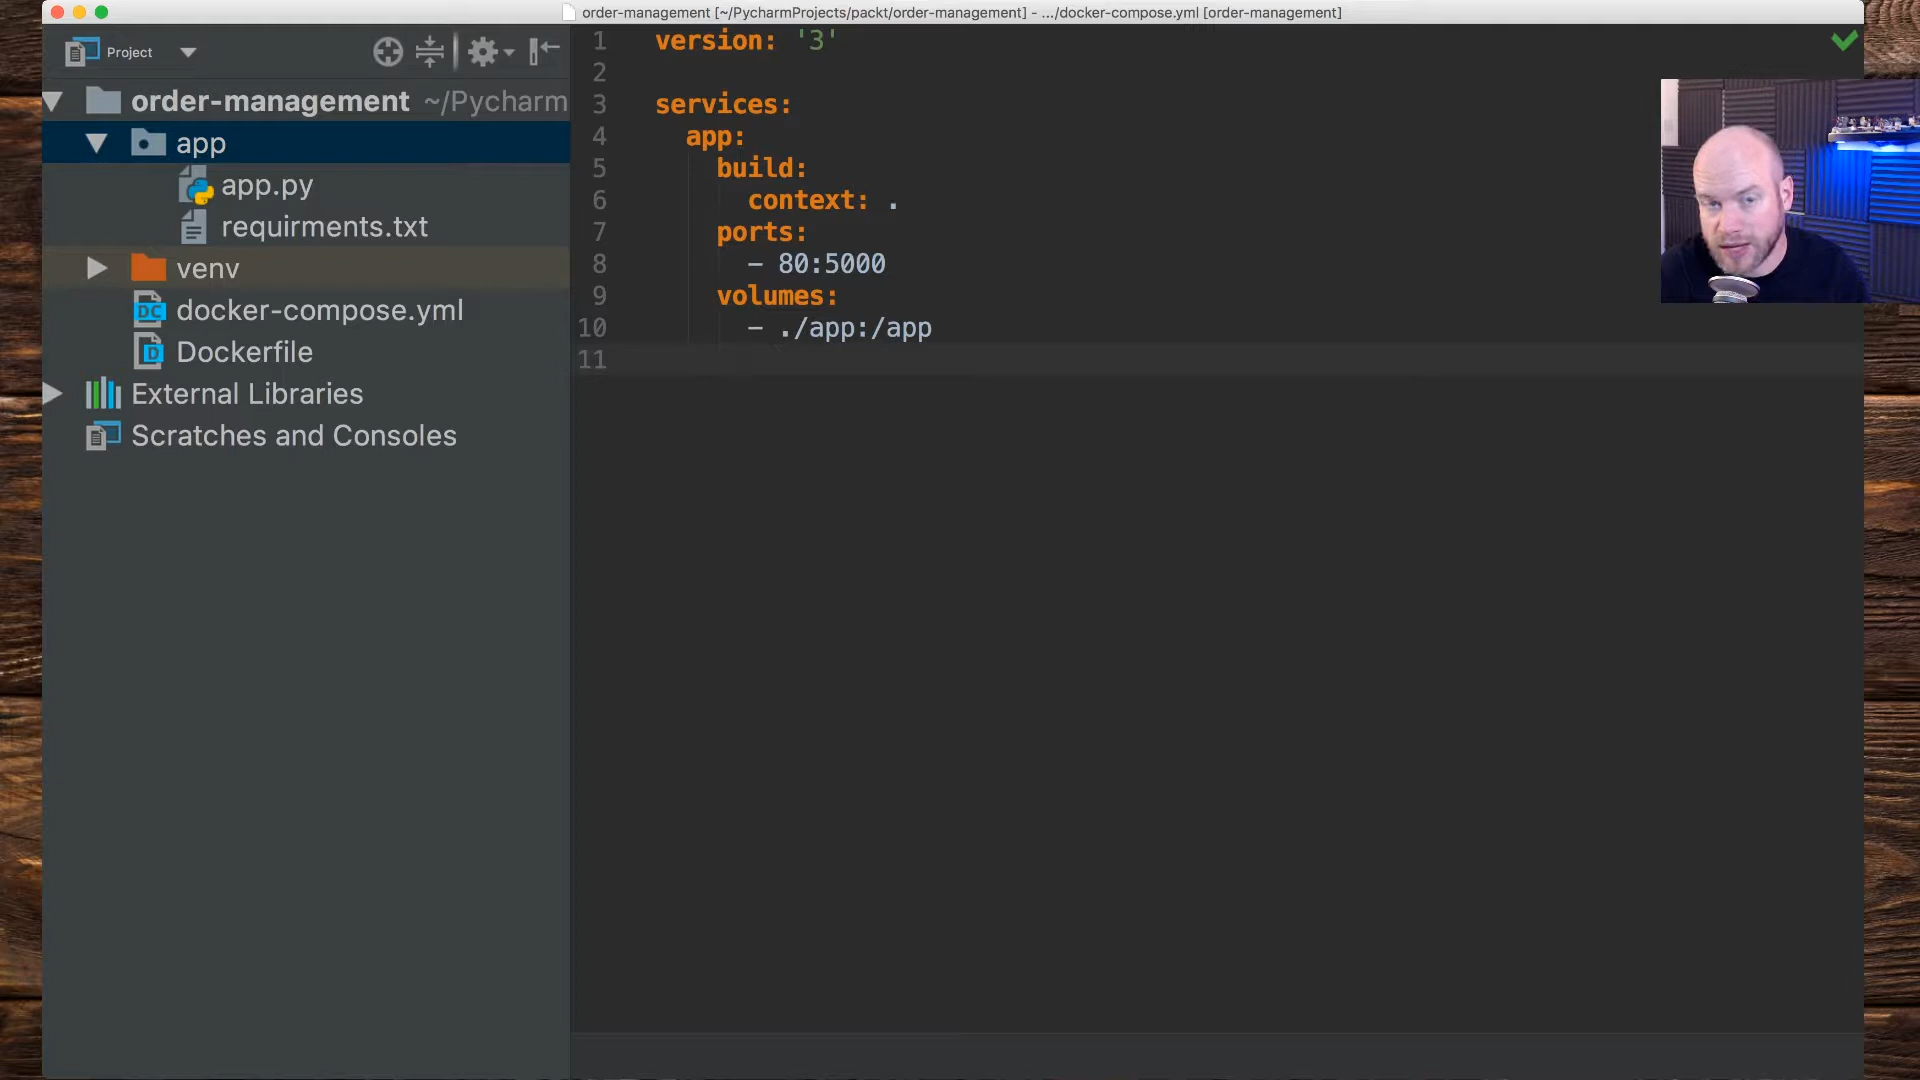 order-management [~/PycharmProjects/packt/order-management] - .../docker-compose.yml [order-management]
Project
order-management ~/Pycharm
app
app.py
requirments.txt
venv
docker-compose.yml
Dockerfile
External Libraries
Scratches and Consoles
1 version: '3'
2
3 services:
4 app:
5 build:
6 context: .
7 ports:
8 - 80:5000
9 volumes:
10 - ./app:/app
11